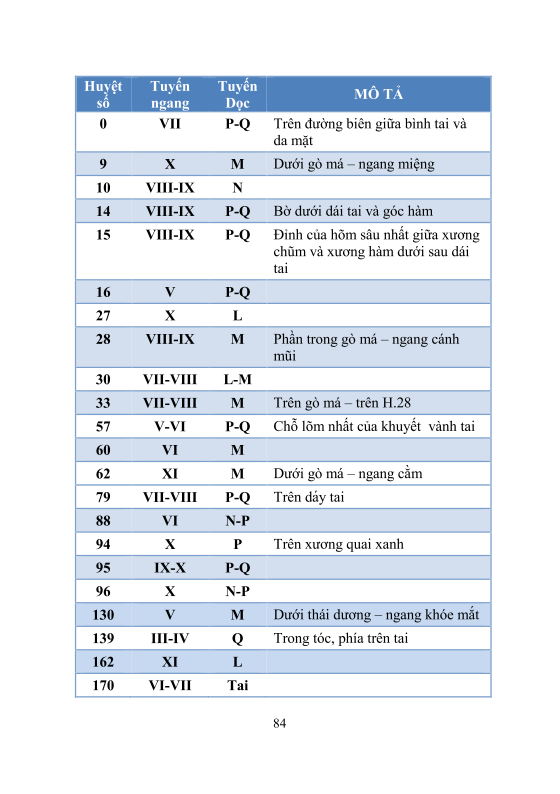 Huyệt số Tuyến ngang Tuyến Dọc MÔ TẢ
0 VII P-Q Trên đường biên giữa bình tai và
da mặt
9 X M Dưới gò má – ngang miệng
10 VIII-IX N
14 VIII-IX P-Q Bờ dưới dái tai và góc hàm
15 VIII-IX P-Q Đỉnh của hõm sâu nhất giữa xương
chũm và xương hàm dưới sau dái
tai
16 V P-Q
27 X L
28 VIII-IX M Phần trong gò má – ngang cánh
mũi
30 VII-VIII L-M
33 VII-VIII M Trên gò má – trên H.28
57 V-VI P-Q Chỗ lõm nhất của khuyết vành tai
60 VI M
62 XI M Dưới gò má – ngang cằm
79 VII-VIII P-Q Trên dáy tai
88 VI N-P
94 X P Trên xương quai xanh
95 IX-X P-Q
96 X N-P
130 V M Dưới thái dương – ngang khóe mắt
139 III-IV Q Trong tóc, phía trên tai
162 XI L
170 VI-VII Tai
84